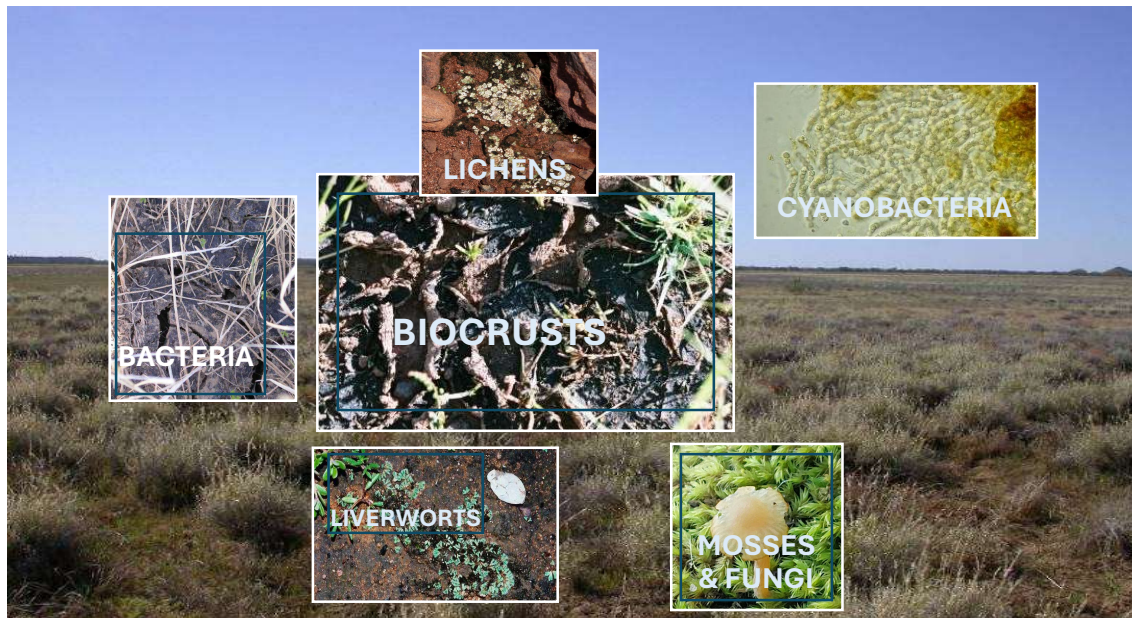 LICHENS
CYANOBACTERIA
BIOCRUSTS
BACTERIA
LIVERWORTS
MOSSES
& FUNGI